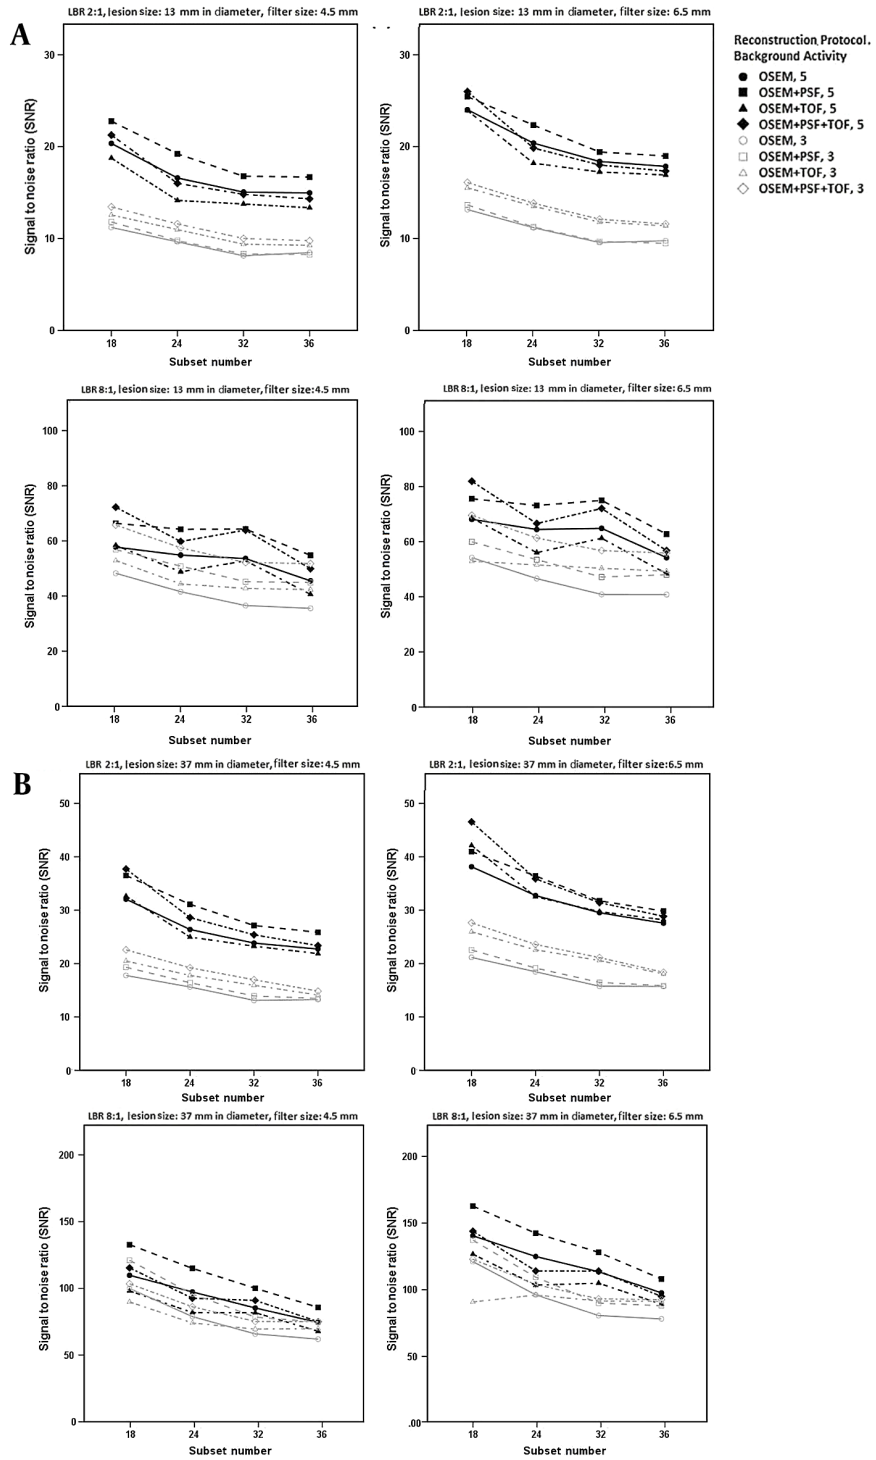 A
LBR 2:1, lesion size: 13 mm in diameter, filter size: 4.5 mm
Signal to noise ratio (SNR)
30
20
10
0
18 24 32 36
Subset number
LBR 2:1, lesion size: 13 mm in diameter, filter size: 6.5 mm
Signal to noise ratio (SNR)
30
20
10
0
18 24 32 36
Subset number
Reconstruction Protocol,
Background Activity
OSEM, 5
OSEM+PSF, 5
OSEM+TOF, 5
OSEM+PSF+TOF, 5
OSEM, 3
OSEM+PSF, 3
OSEM+TOF, 3
OSEM+PSF+TOF, 3
LBR 8:1, lesion size: 13 mm in diameter, filter size: 4.5 mm
Signal to noise ratio (SNR)
100
80
60
40
20
0
18 24 32 36
Subset number
LBR 8:1, lesion size: 13 mm in diameter, filter size: 6.5 mm
Signal to noise ratio (SNR)
100
80
60
40
20
0
18 24 32 36
Subset number
B
LBR 2:1, lesion size: 37 mm in diameter, filter size: 4.5 mm
Signal to noise ratio (SNR)
50
40
30
20
10
0
18 24 32 36
Subset number
LBR 2:1, lesion size: 37 mm in diameter, filter size: 6.5 mm
Signal to noise ratio (SNR)
50
40
30
20
10
0
18 24 32 36
Subset number
LBR 8:1, lesion size: 37 mm in diameter, filter size: 4.5 mm
Signal to noise ratio (SNR)
200
150
100
50
0
18 24 32 36
Subset number
LBR 8:1, lesion size: 37 mm in diameter, filter size: 6.5 mm
Signal to noise ratio (SNR)
200
150
100
50
.00
18 24 32 36
Subset number